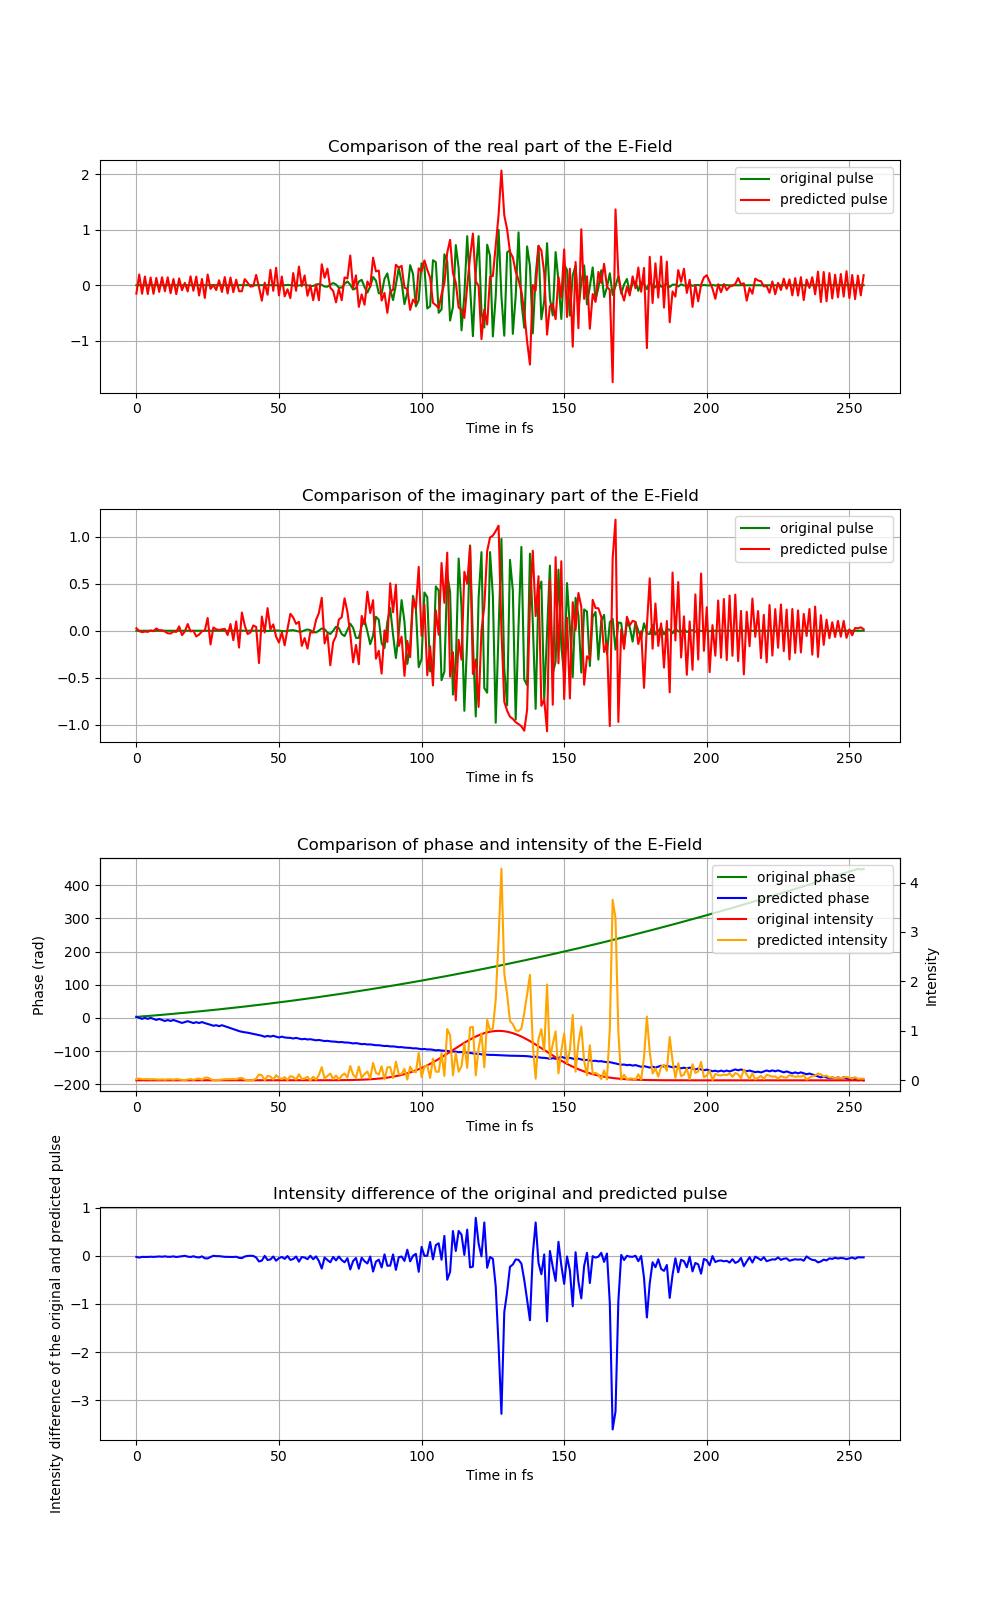 Comparison of the real part of the E-Field
original pulse
predicted pulse
2
1
0
−1
0 50 100 150 200 250
Time in fs
Comparison of the imaginary part of the E-Field
original pulse
predicted pulse
1.0
0.5
0.0
−0.5
−1.0
0 50 100 150 200 250
Time in fs
Comparison of phase and intensity of the E-Field
original phase
predicted phase
original intensity
predicted intensity
Phase (rad)
400
300
200
100
0
−100
−200
4
3
2
1
0
Intensity
0 50 100 150 200 250
Time in fs
Intensity difference of the original and predicted pulse
Intensity difference of the original and predicted pulse
1
0
−1
−2
−3
0 50 100 150 200 250
Time in fs